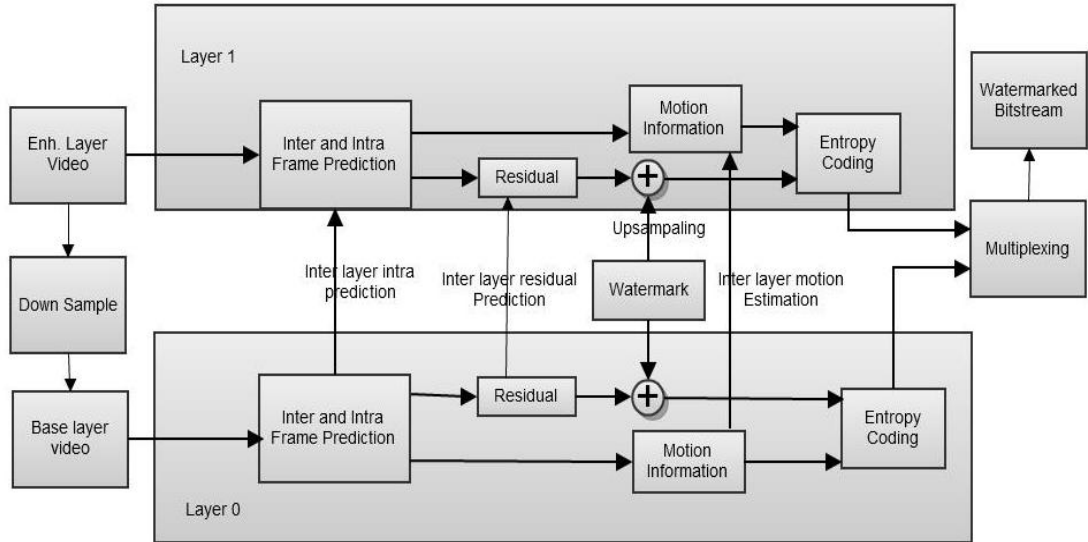 Layer 1
Enh. Layer
Video
Inter and Intra
Frame Prediction
Residual
Motion
Information
Entropy
Coding
Watermarked
Bitstream
Multiplexing
Down Sample
Inter layer intra
prediction
Inter layer residual
Prediction
Upsampaling
Watermark
Inter layer motion
Estimation
Base layer
video
Inter and Intra
Frame Prediction
Residual
Motion
Information
Entropy
Coding
Layer 0